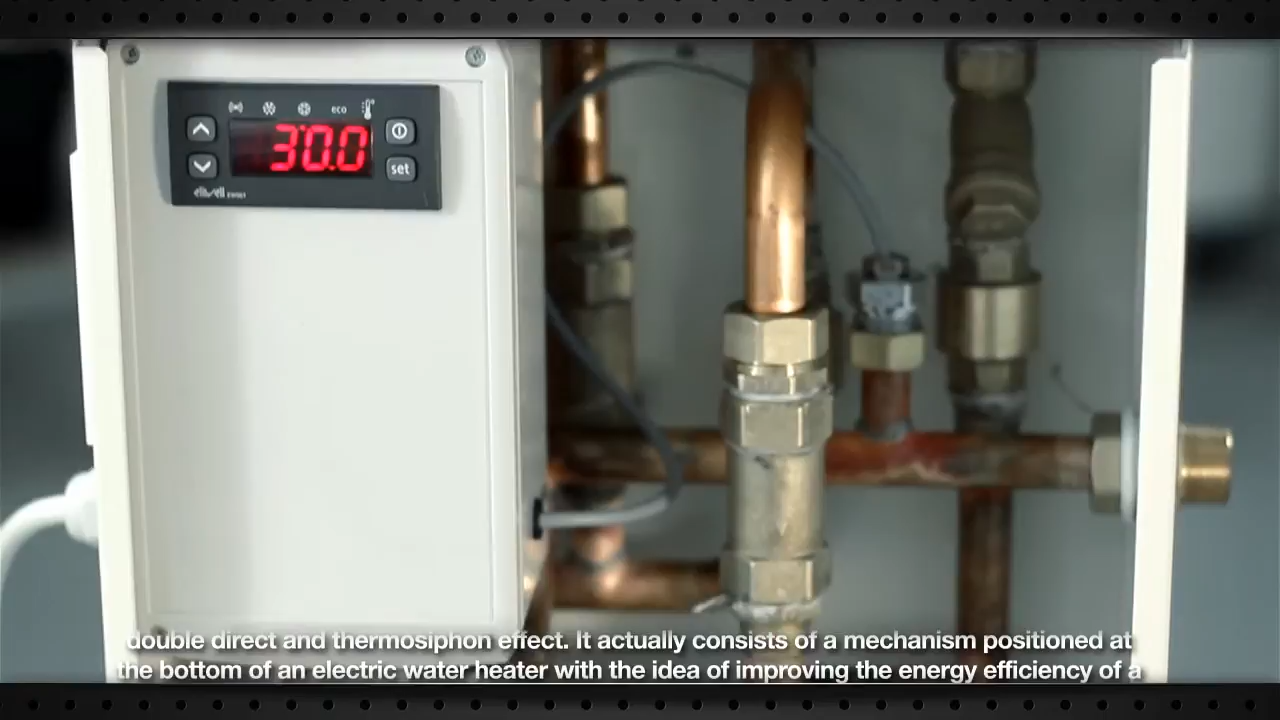 eco
30.0
set
eliwell
double direct and thermosiphon effect. It actually consists of a mechanism positioned at
the bottom of an electric water heater with the idea of improving the energy efficiency of a